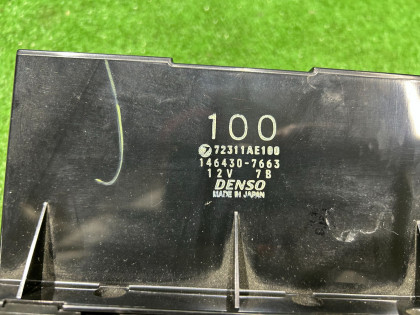 100
72311AE100
146430-7663
12V 7B
DENSO
MADE IN JAPAN